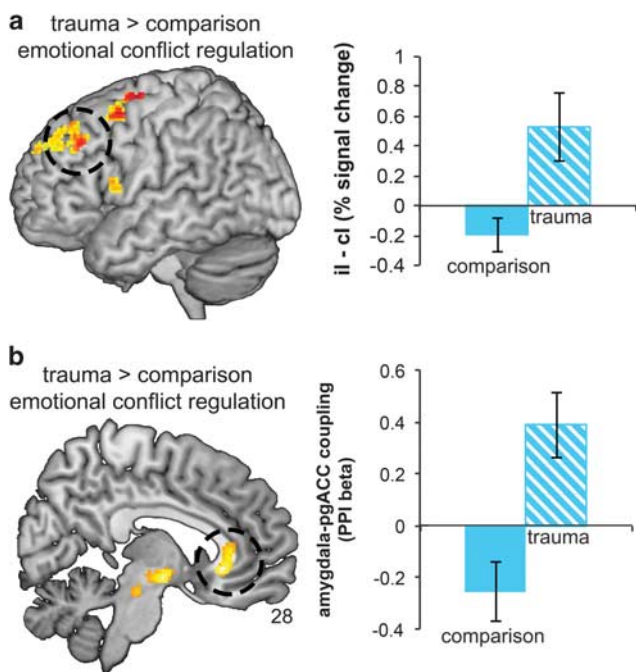 a
trauma > comparison
emotional conflict regulation
iI - cI (% signal change)
1
0.8
0.6
0.4
0.2
0
-0.2
-0.4
trauma
comparison
b
trauma > comparison
emotional conflict regulation
28
amygdala-pgACC coupling
(PPI beta)
0.6
0.4
0.2
0
-0.2
-0.4
trauma
comparison